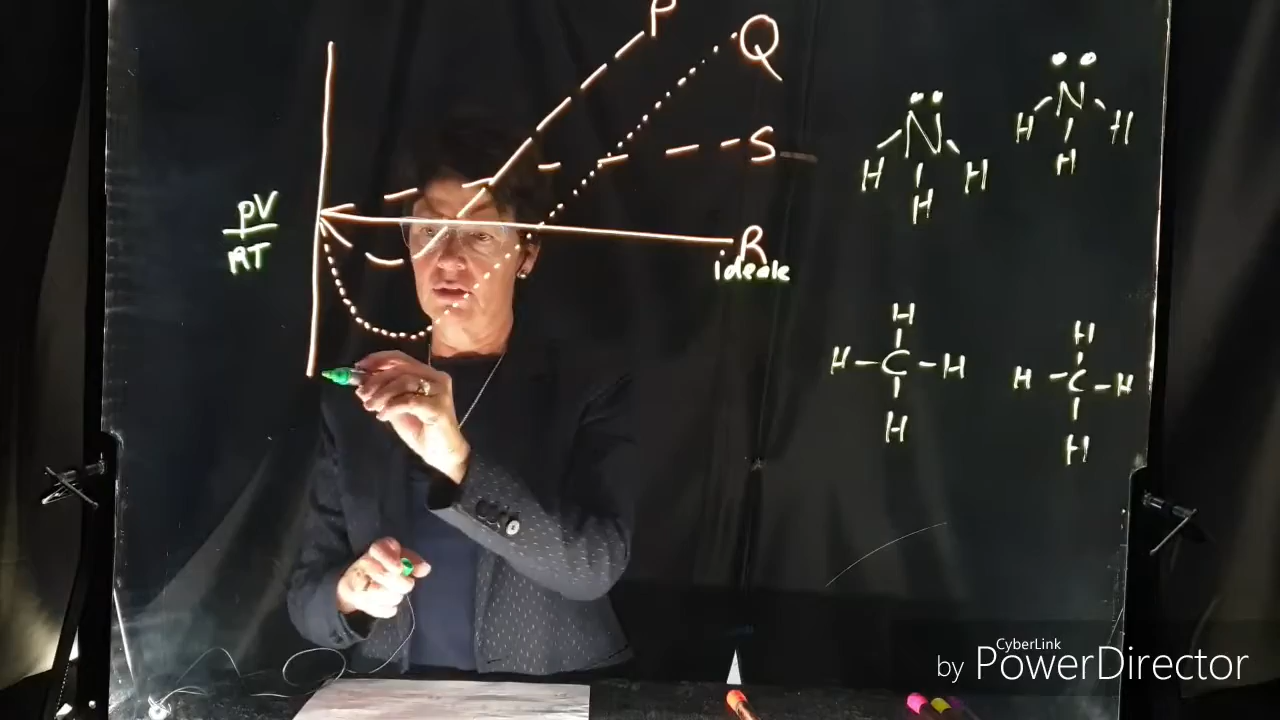 P
Q
S
pV
RT
R
ideale
N
H H
H
N
H H
H
H
H-C-H
H
H
H-C-H
H
CyberLink
by PowerDirector